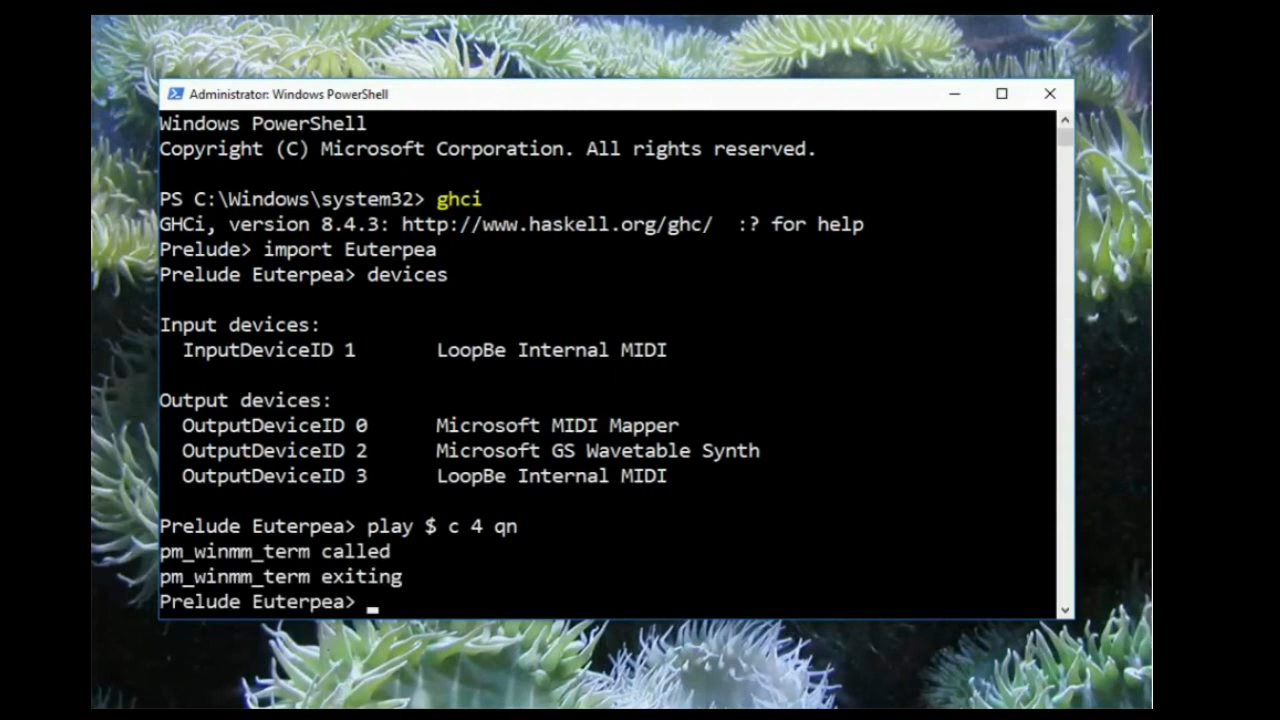 Administrator: Windows PowerShell
Windows PowerShell
Copyright (C) Microsoft Corporation. All rights reserved.
PS C:\Windows\system32> ghci
GHCi, version 8.4.3: http://www.haskell.org/ghc/  :? for help
Prelude> import Euterpea
Prelude Euterpea> devices
Input devices:
  InputDeviceID 1       LoopBe Internal MIDI
Output devices:
  OutputDeviceID 0      Microsoft MIDI Mapper
  OutputDeviceID 2      Microsoft GS Wavetable Synth
  OutputDeviceID 3      LoopBe Internal MIDI
Prelude Euterpea> play $ c 4 qn
pm_winmm_term called
pm_winmm_term exiting
Prelude Euterpea>